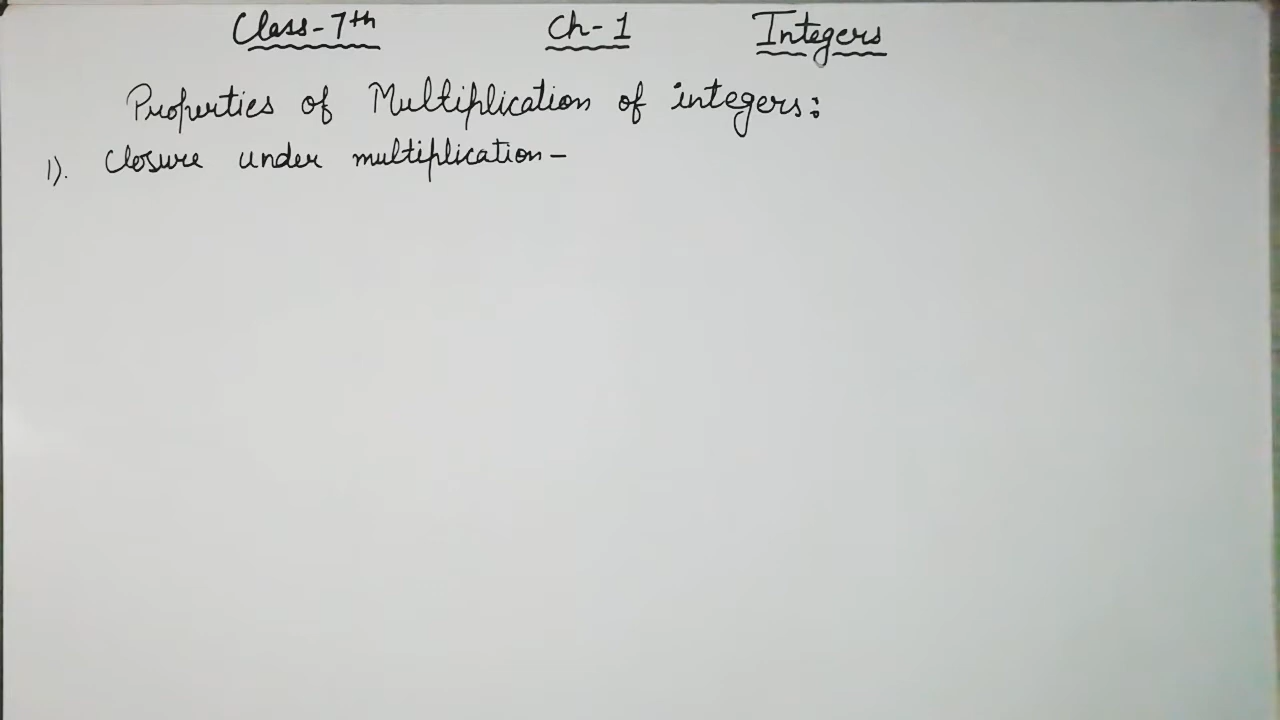 Class-7th Ch-1 Integers
Properties of Multiplication of integers:
1). Closure under multiplication-